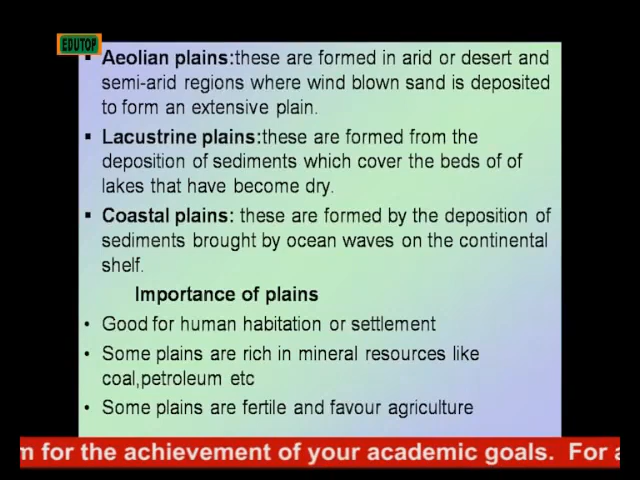 EDUTOP
▪ Aeolian plains:these are formed in arid or desert and
semi-arid regions where wind blown sand is deposited
to form an extensive plain.
▪ Lacustrine plains:these are formed from the
deposition of sediments which cover the beds of of
lakes that have become dry.
▪ Coastal plains: these are formed by the deposition of
sediments brought by ocean waves on the continental
shelf.
Importance of plains
• Good for human habitation or settlement
• Some plains are rich in mineral resources like
coal,petroleum etc
• Some plains are fertile and favour agriculture
for the achievement of your academic goals. For